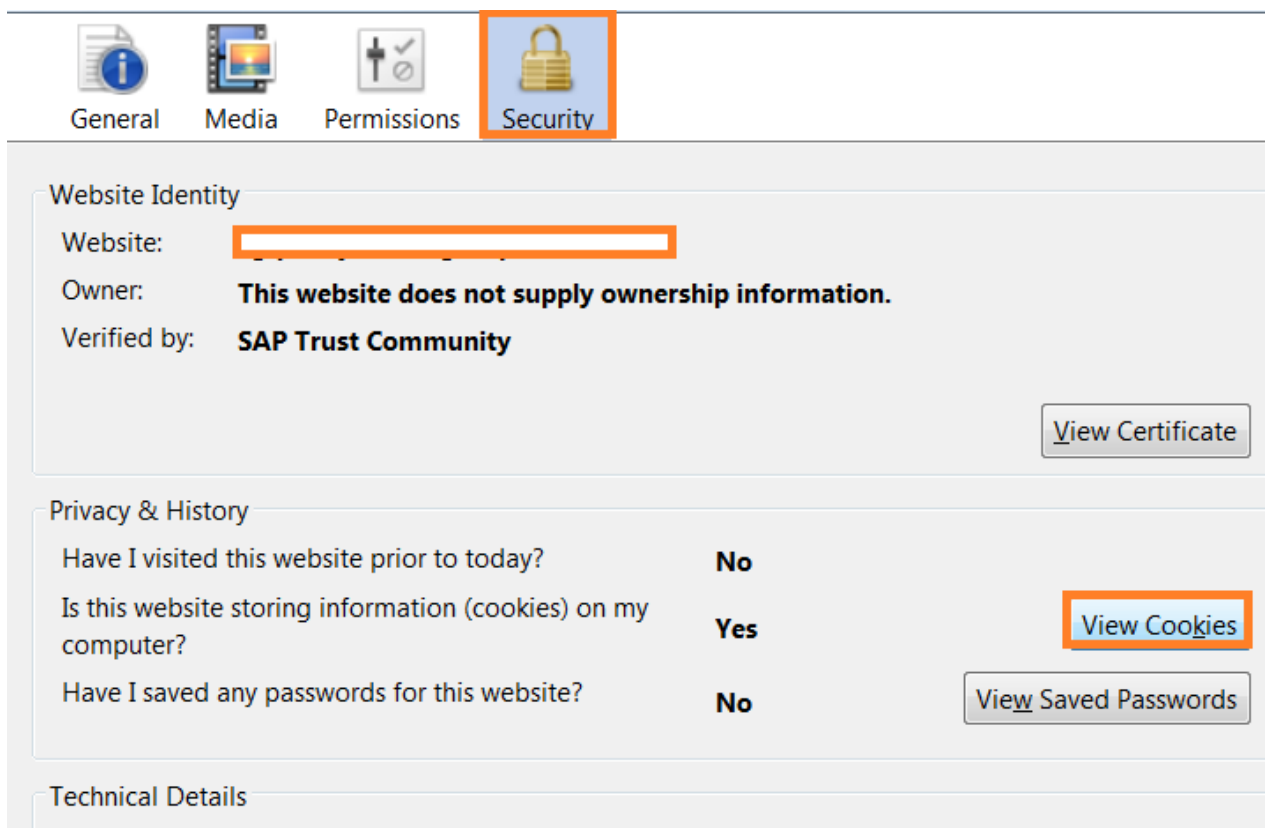 General Media Permissions Security
Website Identity
Website:
Owner: This website does not supply ownership information.
Verified by: SAP Trust Community
View Certificate
Privacy & History
Have I visited this website prior to today? No
Is this website storing information (cookies) on my
computer? Yes View Cookies
Have I saved any passwords for this website? No View Saved Passwords
Technical Details